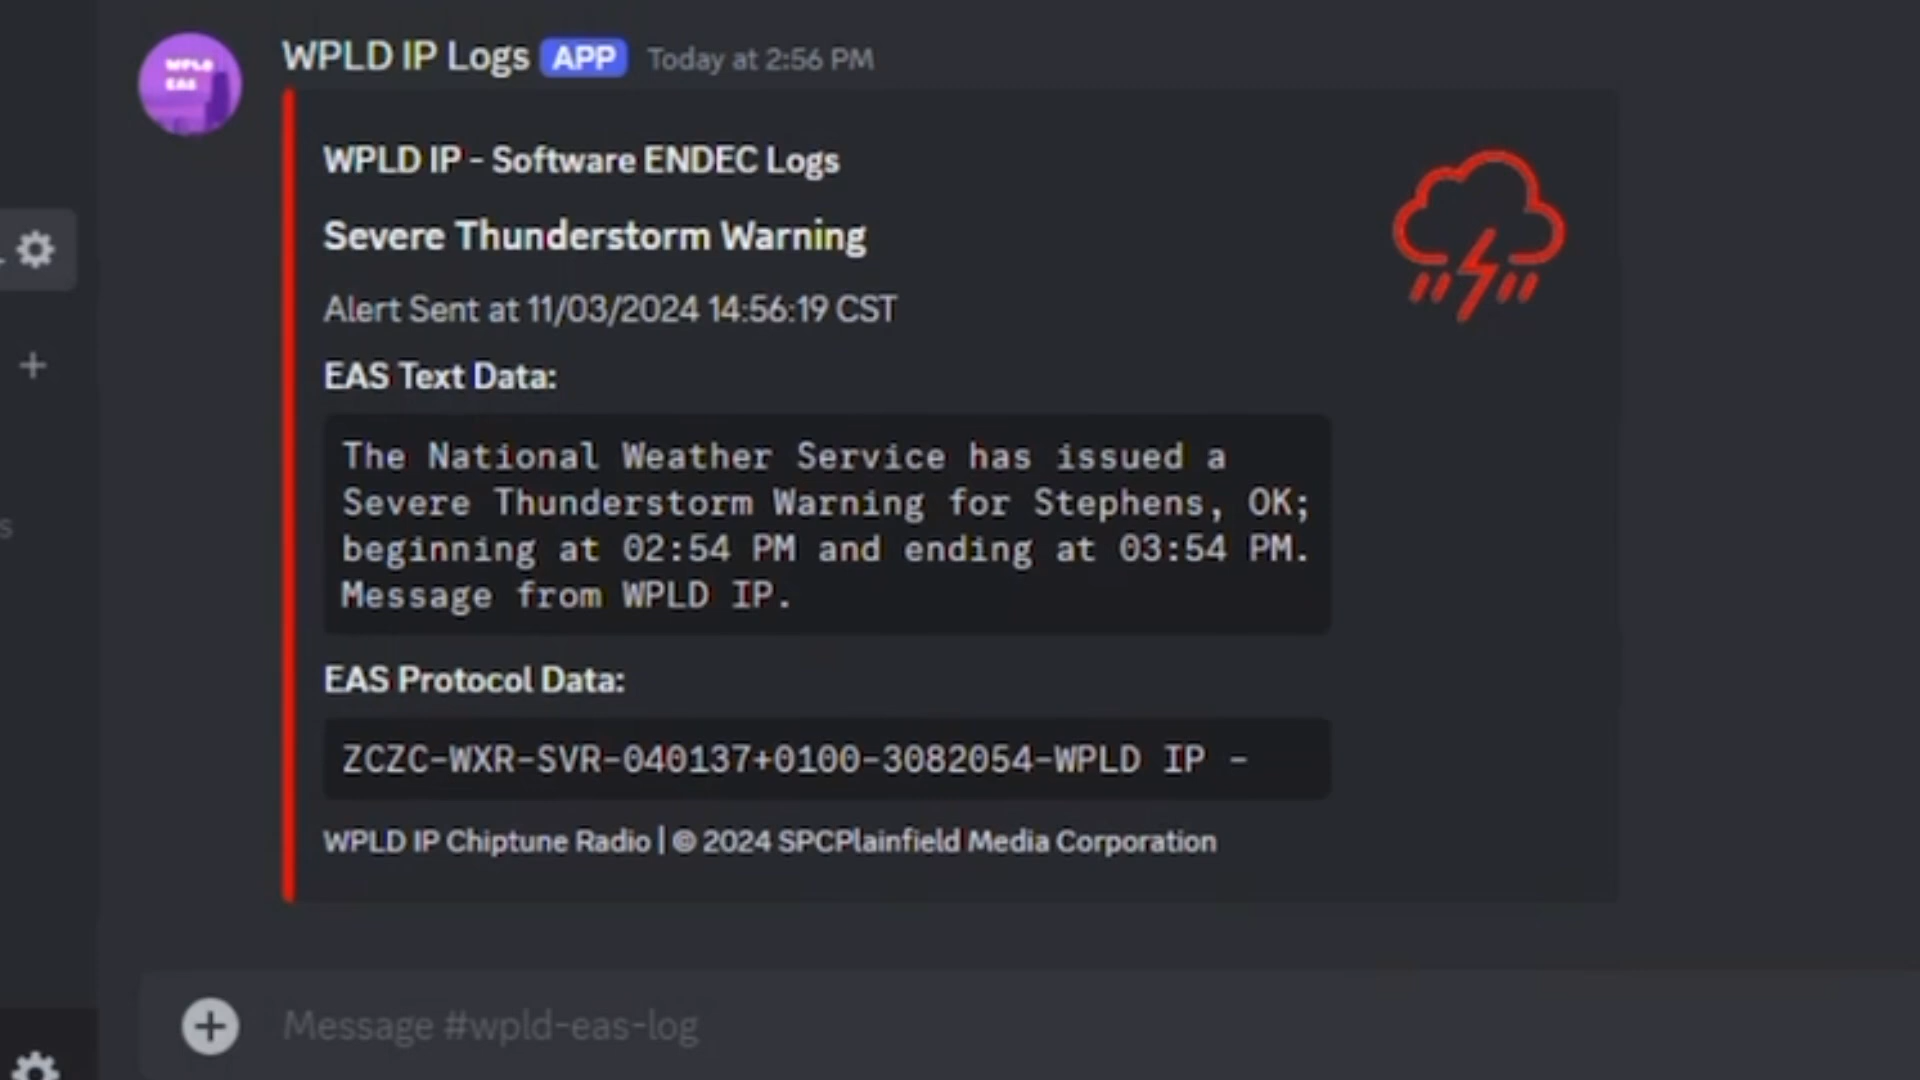 WPLD IP Logs APP Today at 2:56 PM
WPLD EAS
WPLD IP - Software ENDEC Logs
Severe Thunderstorm Warning
Alert Sent at 11/03/2024 14:56:19 CST
EAS Text Data:
The National Weather Service has issued a
Severe Thunderstorm Warning for Stephens, OK;
beginning at 02:54 PM and ending at 03:54 PM.
Message from WPLD IP.
EAS Protocol Data:
ZCZC-WXR-SVR-040137+0100-3082054-WPLD IP -
WPLD IP Chiptune Radio | © 2024 SPCPlainfield Media Corporation
s
Message #wpld-eas-log